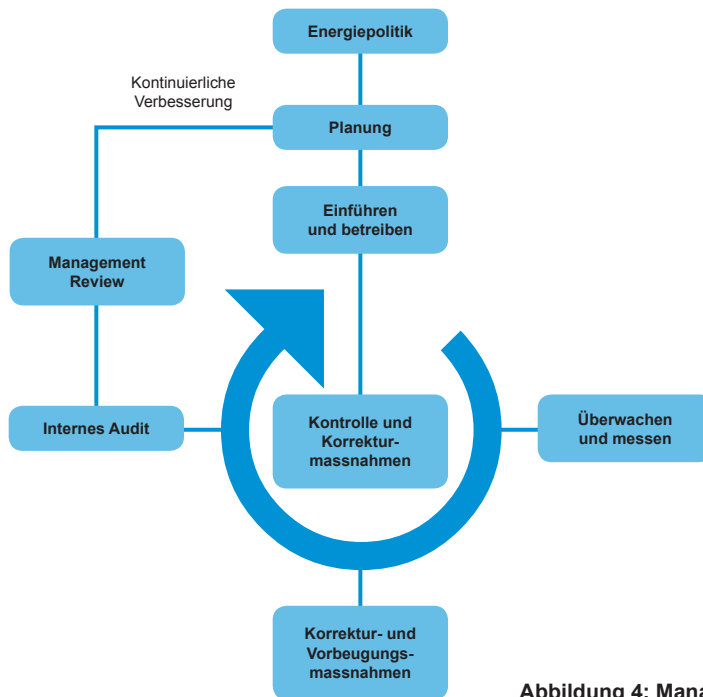 Energiepolitik
Kontinuierliche
Verbesserung
Planung
Einführen
und betreiben
Management
Review
Internes Audit
Kontrolle und
Korrektur-
massnahmen
Überwachen
und messen
Korrektur- und
Vorbeugungs-
massnahmen
Abbildung 4: